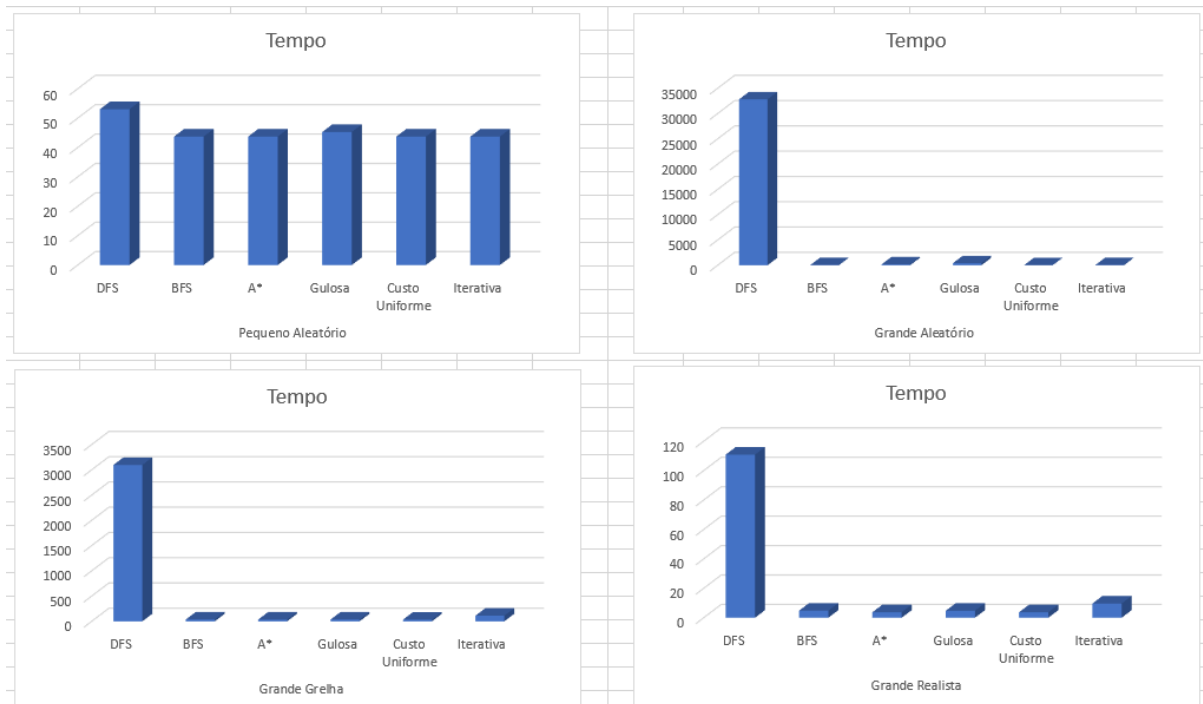 Tempo
60
50
40
30
20
10
0
DFS BFS A* Gulosa Custo Uniforme Iterativa
Pequeno Aleatório
Tempo
35000
30000
25000
20000
15000
10000
5000
0
DFS BFS A* Gulosa Custo Uniforme Iterativa
Grande Aleatório
Tempo
3500
3000
2500
2000
1500
1000
500
0
DFS BFS A* Gulosa Custo Uniforme Iterativa
Grande Grelha
Tempo
120
100
80
60
40
20
0
DFS BFS A* Gulosa Custo Uniforme Iterativa
Grande Realista